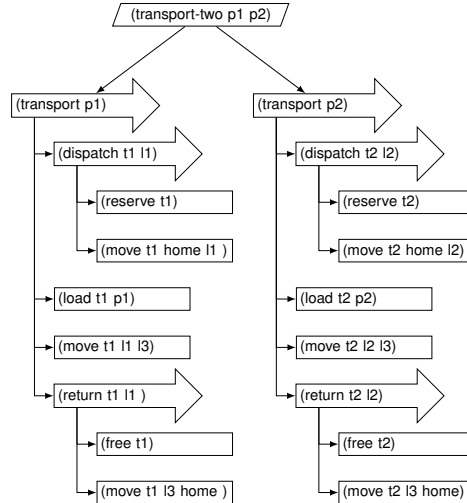 (transport-two p1 p2)
(transport p1)
(dispatch t1 l1)
(reserve t1)
(move t1 home l1 )
(load t1 p1)
(move t1 l1 l3)
(return t1 l1 )
(free t1)
(move t1 l3 home )
(transport p2)
(dispatch t2 l2)
(reserve t2)
(move t2 home l2)
(load t2 p2)
(move t2 l2 l3)
(return t2 l2)
(free t2)
(move t2 l3 home)